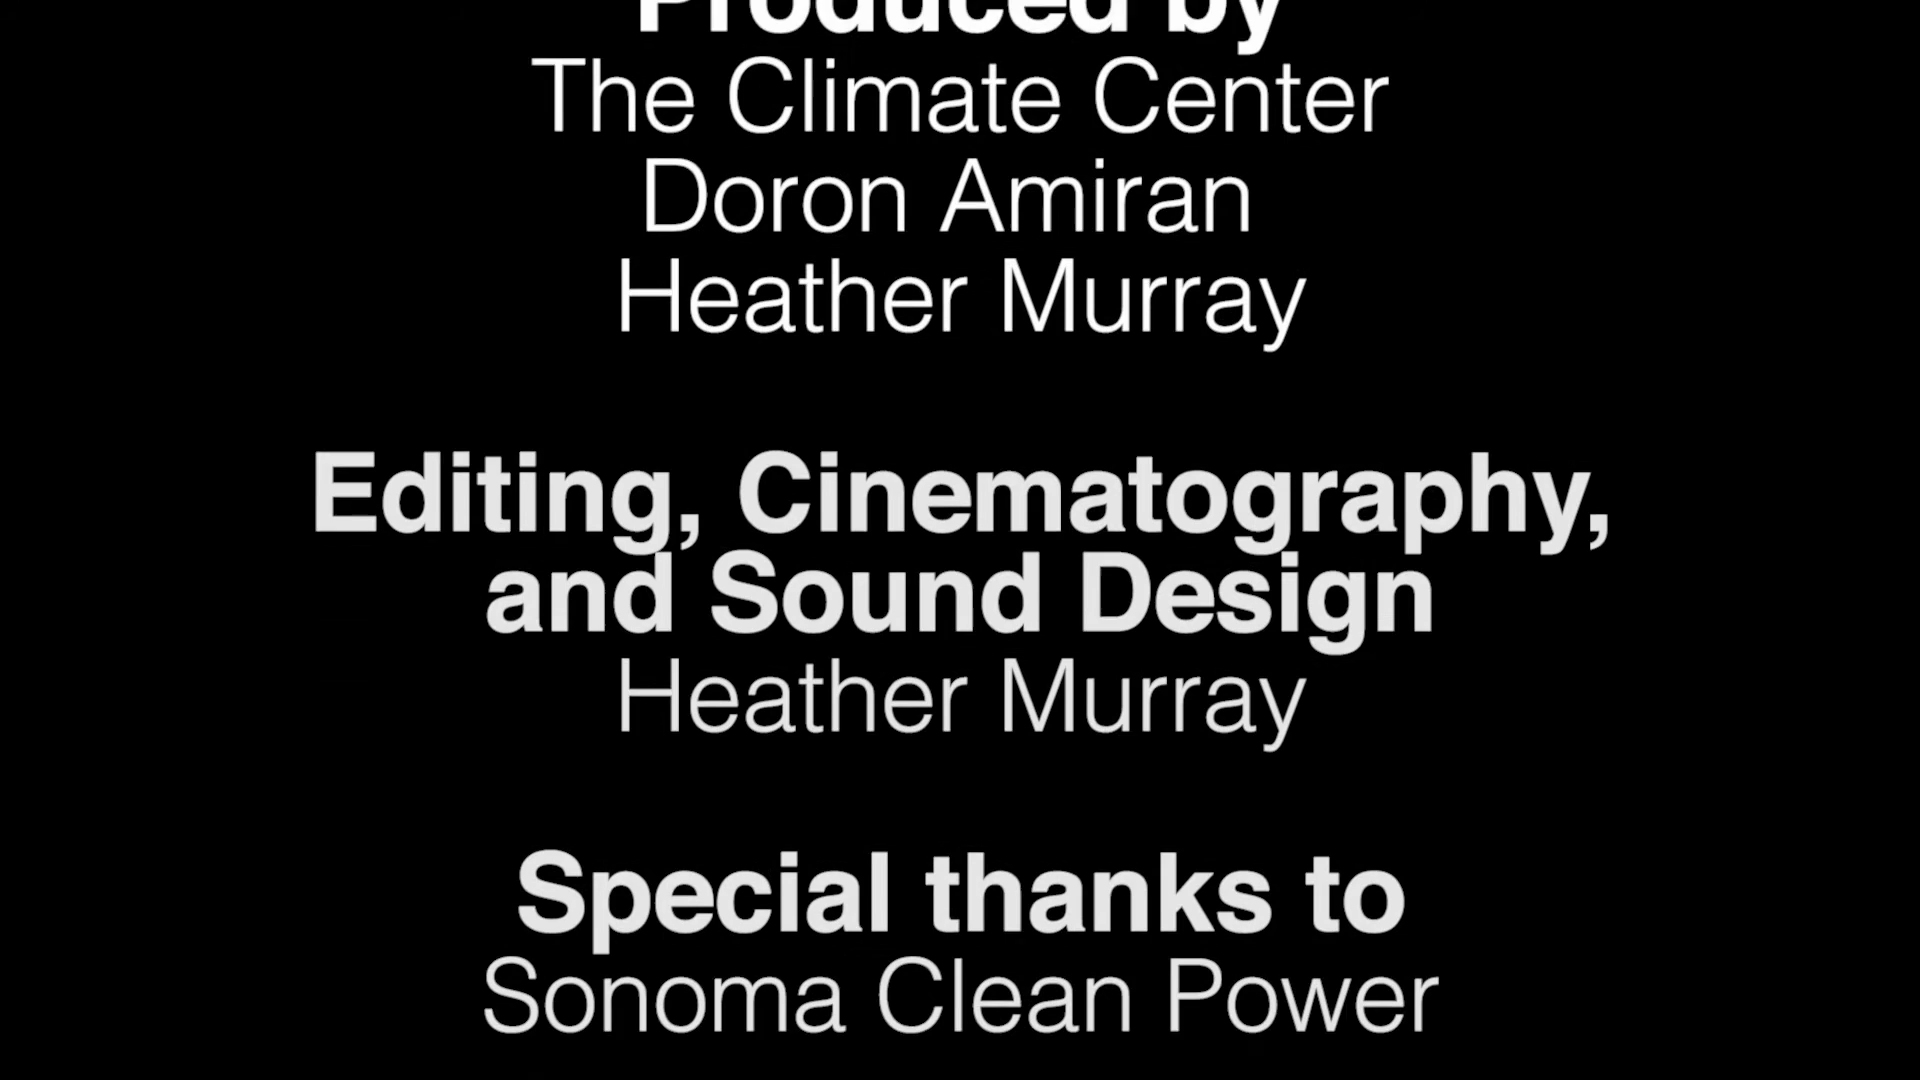 Produced by
The Climate Center
Doron Amiran
Heather Murray
Editing, Cinematography,
and Sound Design
Heather Murray
Special thanks to
Sonoma Clean Power